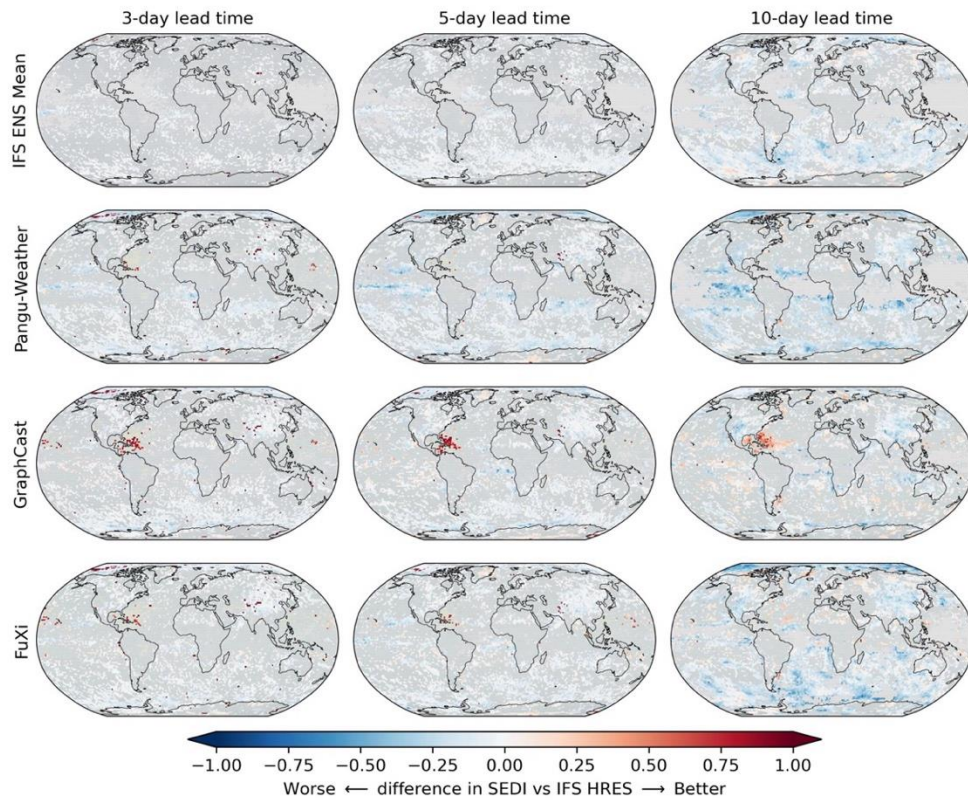 3-day lead time 5-day lead time 10-day lead time
IFS ENS Mean
Pangu-Weather
GraphCast
FuXi
−1.00 −0.75 −0.50 −0.25 0.00 0.25 0.50 0.75 1.00
Worse ← difference in SEDI vs IFS HRES → Better